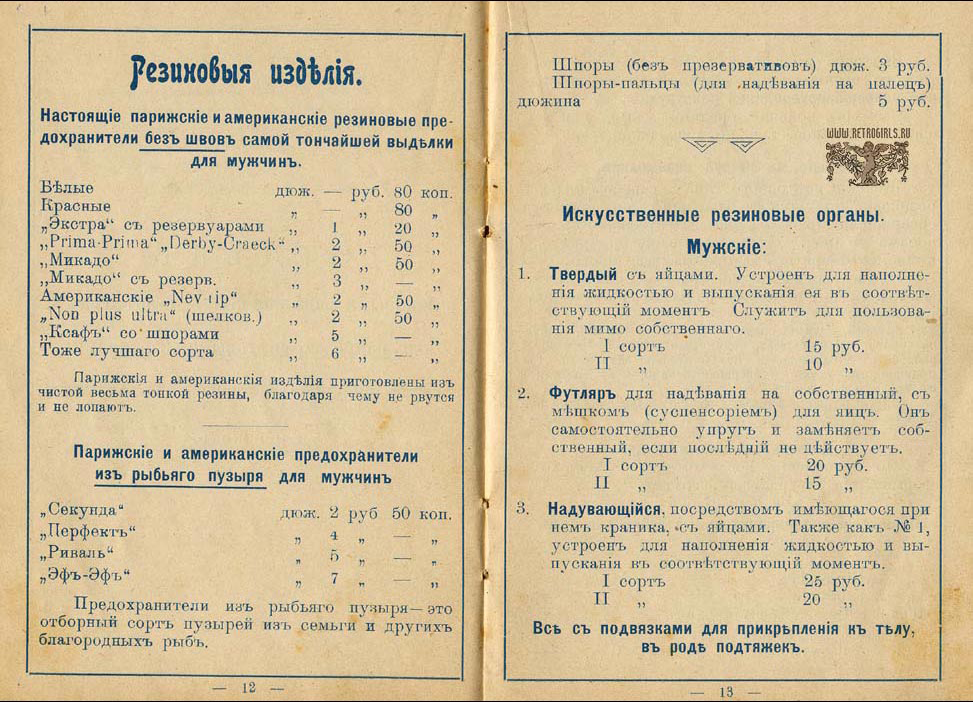 Резиновыя издѣлія.
Настоящіе парижскіе и американскіе резиновые пре-
дохранители безъ швовъ самой тончайшей выдѣлки
для мужчинъ.
Бѣлые дюж. — руб. 80 коп.
Красные „ — „ 80 „
„Экстра“ съ резервуарами „ 1 „ 20 „
„Prima-Prima“ „Derby-Craeck“ „ 2 „ 50 „
„Микадо“ „ 2 „ 50 „
„Микадо“ съ резерв. „ 3 „ — „
Американскіе „ 2 „ 50 „
„Non plus ultra“ (шелков.) „ 2 „ 50 „
„Ксафъ“ со шпорами „ 5 „ — „
Тоже лучшаго сорта „ 6 „ — „
Парижскія и американскія издѣлія приготовлены изъ
чистой весьма тонкой резины, благодаря чему не рвутся
и не лопаютъ.
Парижскіе и американскіе предохранители
изъ рыбьяго пузыря для мужчинъ
„Секунда“ дюж. 2 руб 50 коп.
„Перфектъ“ „ 4 „ — „
„Риваль“ „ 5 „ — „
„Эфъ-Эфъ“ „ 7 „ — „
Предохранители изъ рыбьяго пузыря—это
отборный сортъ пузырей изъ семьги и другихъ
благородныхъ рыбъ.
— 12 —
Шпоры (безъ презервативовъ) дюж. 3 руб.
Шпоры-пальцы (для надѣванія на палецъ)
дюжина 5 руб.
WWW.RETROGIRLS.RU
Искусственные резиновые органы.
Мужскіе:
1. Твердый съ яйцами. Устроенъ для наполне-
нія жидкостью и выпусканія ея въ соотвѣт-
ствующій моментъ Служитъ для пользова-
нія мимо собственнаго.
I сортъ 15 руб.
II „ 10 „
2. Футляръ для надѣванія на собственный, съ
мѣшкомъ (суспенсоріемъ) для яицъ. Онъ
самостоятельно упругъ и замѣняетъ соб-
ственный, если послѣдній не дѣйствуетъ.
I сортъ 20 руб.
II „ 15 „
3. Надувающійся, посредствомъ имѣющагося при
немъ краника, съ яйцами. Также какъ № 1,
устроенъ для наполненія жидкостью и вы-
пусканія въ соотвѣтствующій моментъ.
I сортъ 25 руб.
II „ 20 „
Всѣ съ подвязками для прикрѣпленія къ тѣлу,
въ родѣ подтяжекъ.
— 13 —